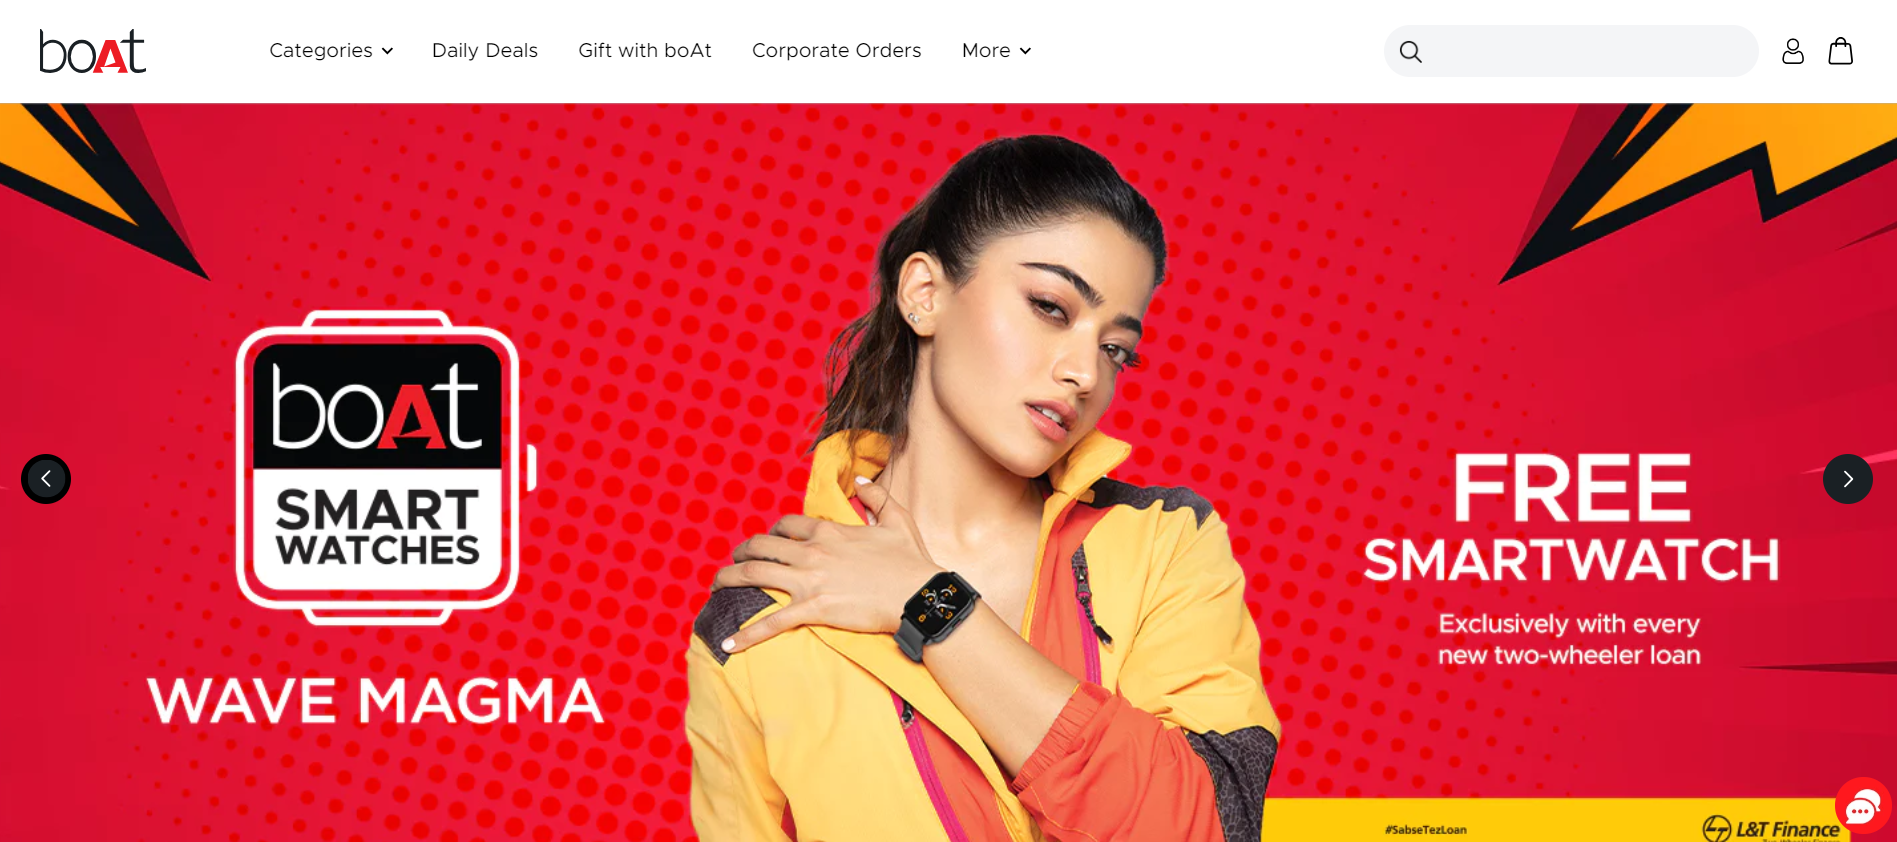 boAt
Categories
Daily Deals
Gift with boAt
Corporate Orders
More
boAt
SMART
WATCHES
WAVE MAGMA
FREE
SMARTWATCH
Exclusively with every
new two-wheeler loan
#SabseTezLoan
L&T Finance